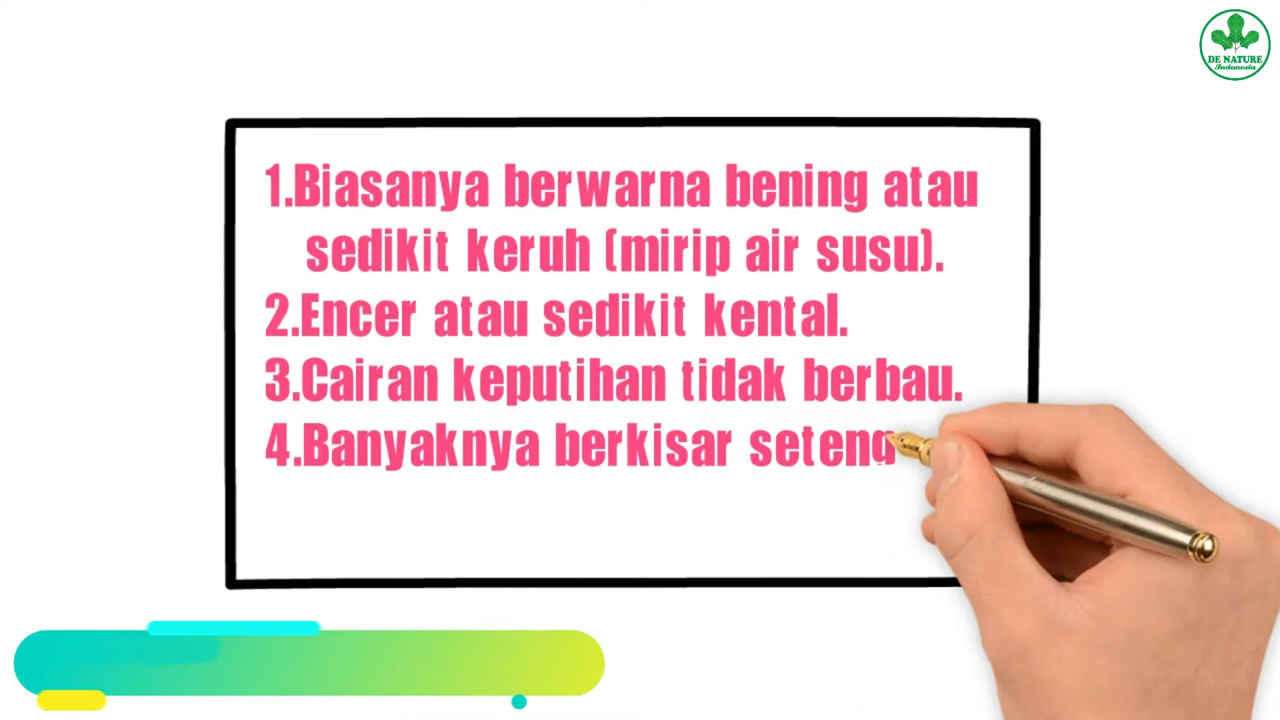 DE NATURE
Indonesia
1.Biasanya berwarna bening atau
sedikit keruh (mirip air susu).
2.Encer atau sedikit kental.
3.Cairan keputihan tidak berbau.
4.Banyaknya berkisar seteng